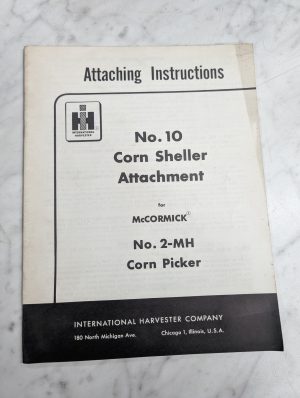 Attaching Instructions
IH
INTERNATIONAL
HARVESTER
No. 10
Corn Sheller
Attachment
for
McCORMICK
No. 2-MH
Corn Picker
INTERNATIONAL HARVESTER COMPANY
180 North Michigan Ave. Chicago 1, Illinois, U.S.A.